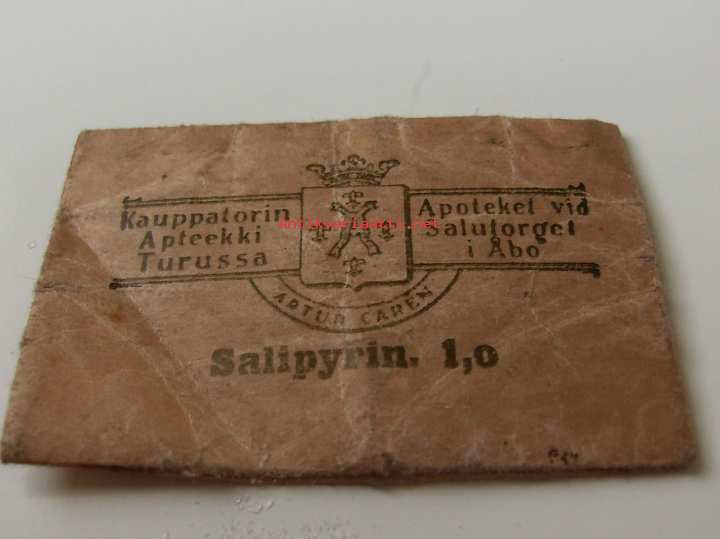 Kauppatorin
Apteekki
Turussa
Apoteket vid
Salutorget
i Åbo
ARTUR CARÉN
Salipyrin. 1,0